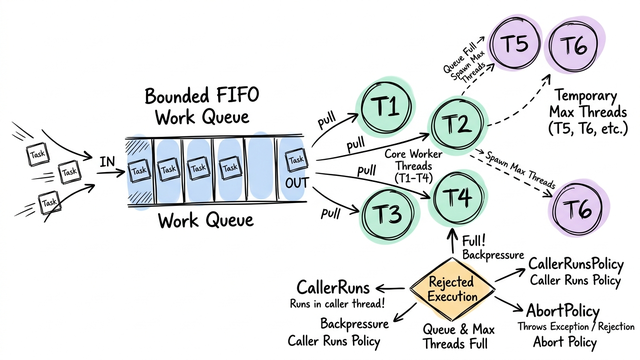 Bounded FIFO
Work Queue
Task
Task
Task
IN
Task
Task
Task
Task
Task
OUT
Work Queue
pull
pull
pull
pull
T1
T2
T3
T4
Core Worker
Threads
(T1-T4)
Queue Full →
Spawn Max
Threads
T5
T6
Temporary
Max Threads
(T5, T6, etc.)
Spawn Max Threads
T6
Full!
Backpressure
Rejected
Execution
Queue & Max
Threads Full
CallerRuns
Runs in caller thread!
Backpressure
Caller Runs Policy
CallerRunsPolicy
Caller Runs Policy
AbortPolicy
Throws Exception / Rejection
Abort Policy